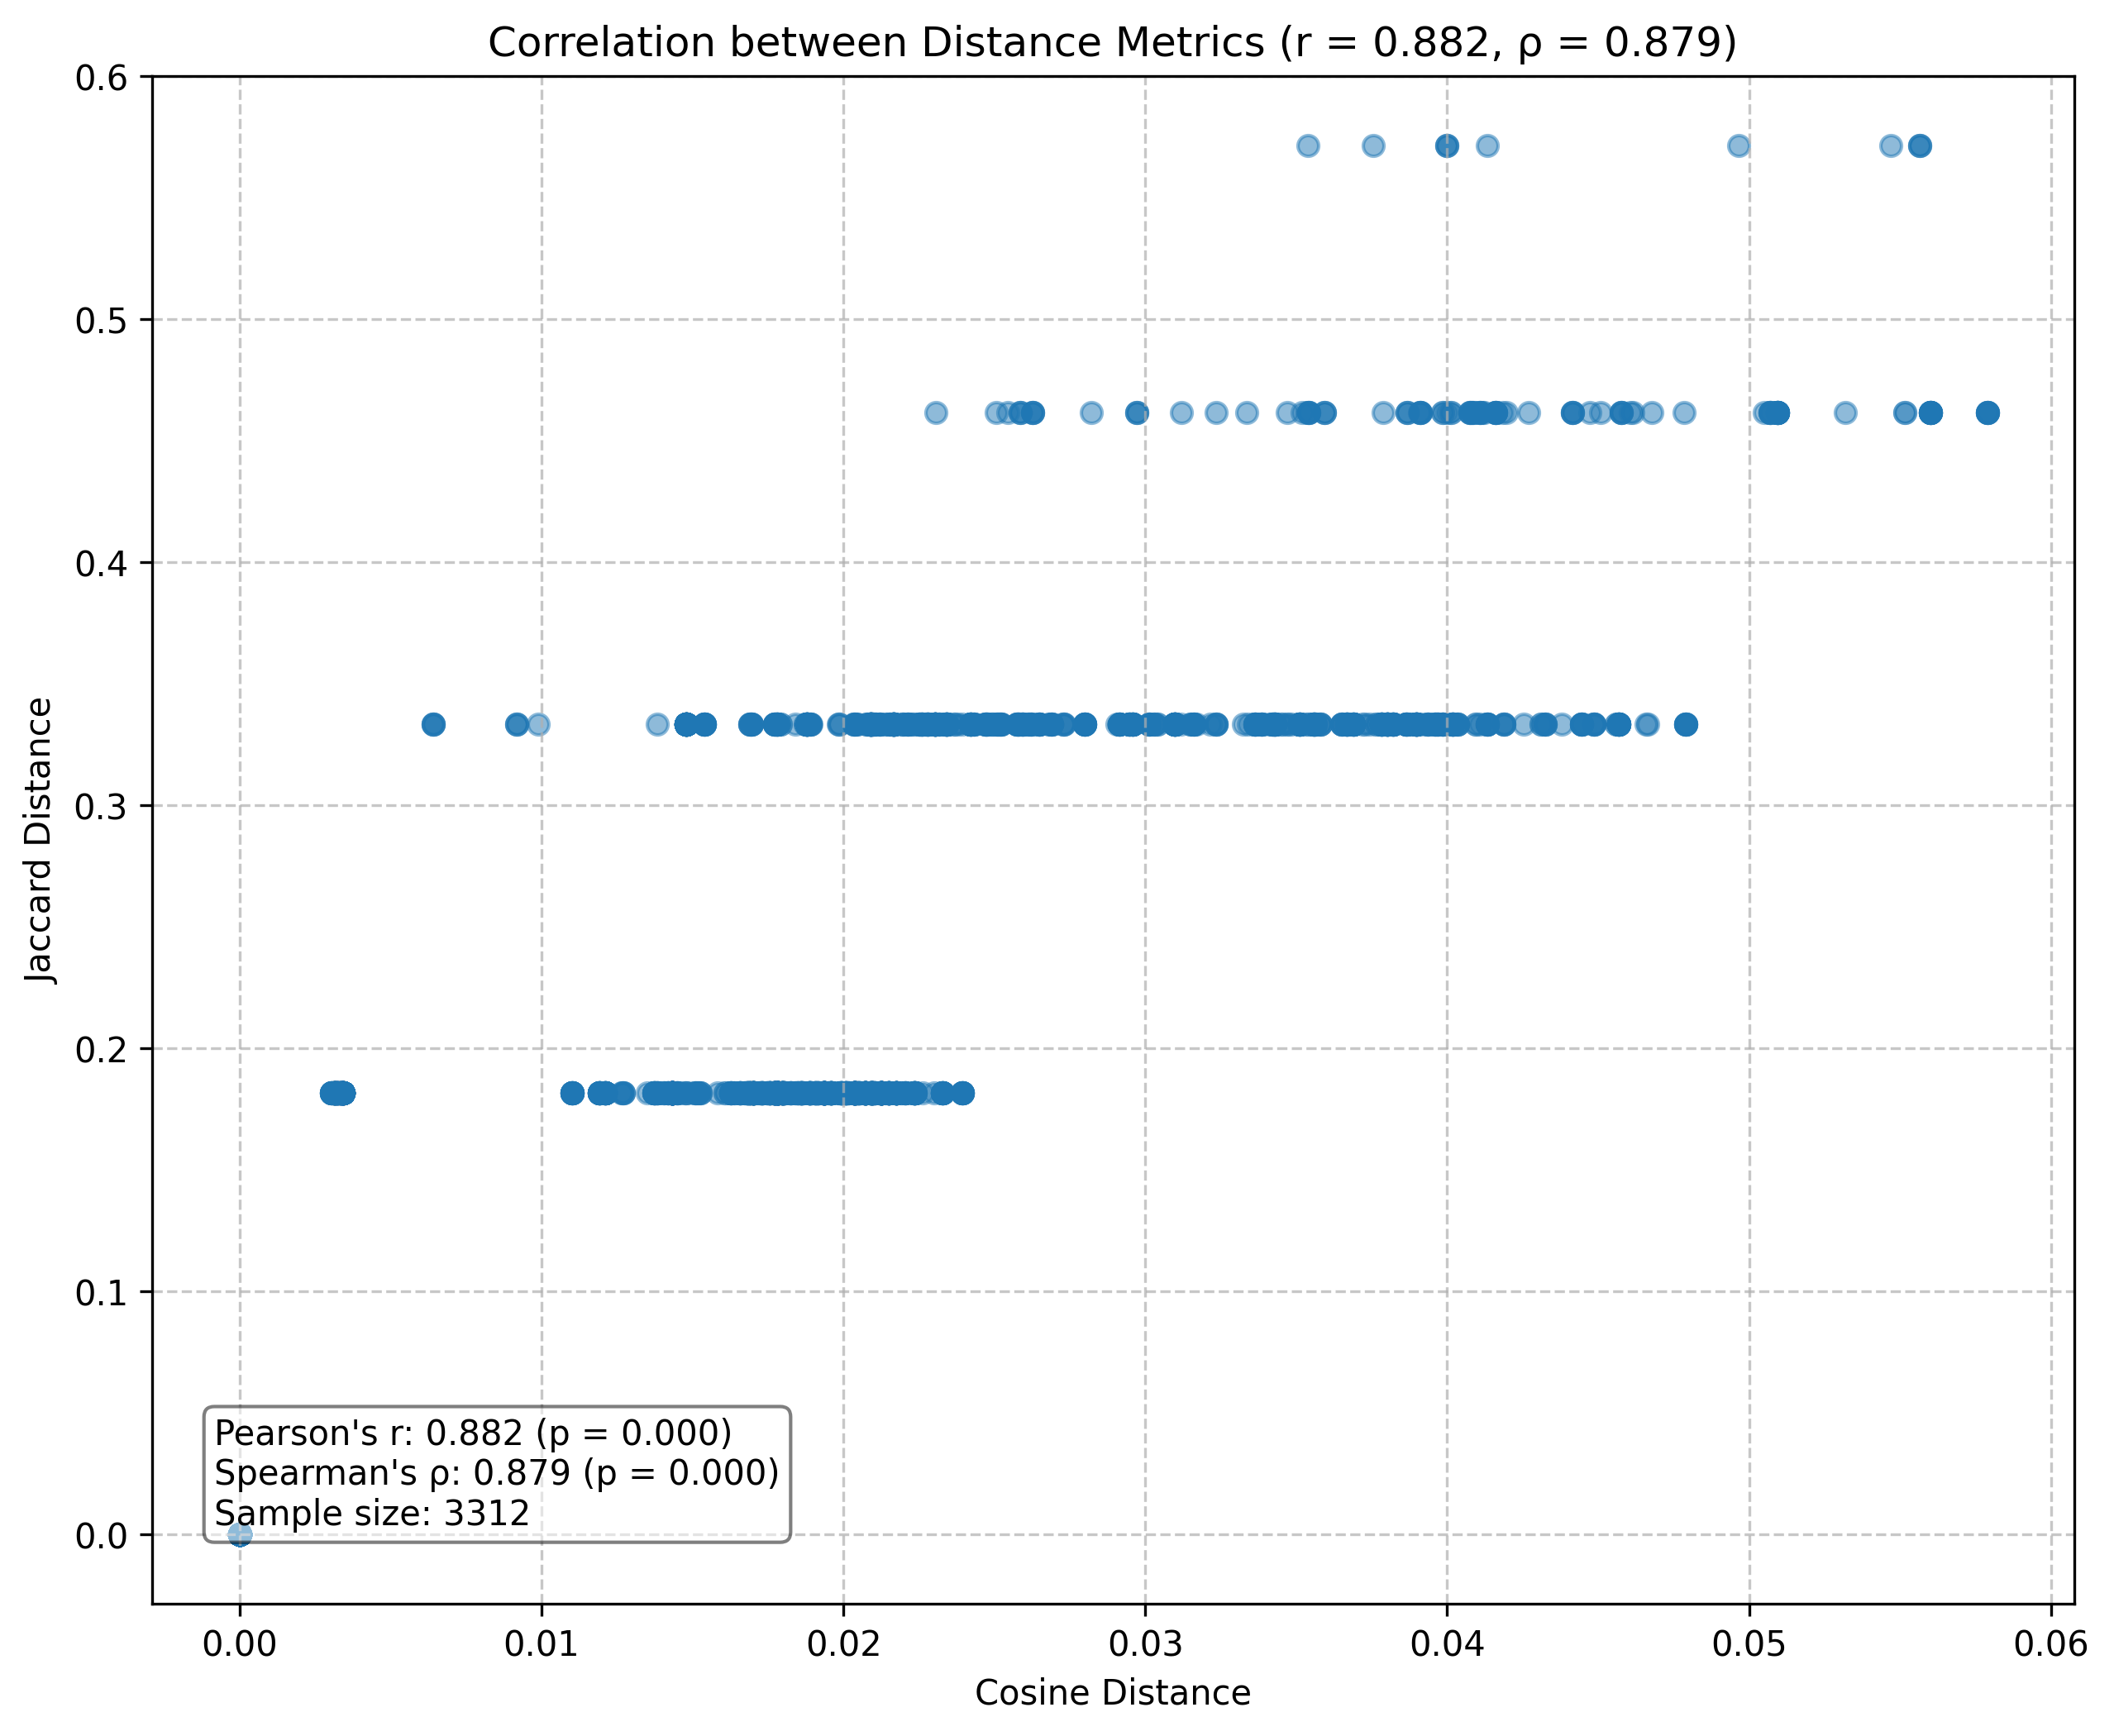 Correlation between Distance Metrics (r = 0.882, ρ = 0.879)
0.6
0.5
0.4
0.3
0.2
0.1
0.0
Jaccard Distance
Pearson's r: 0.882 (p = 0.000)
Spearman's ρ: 0.879 (p = 0.000)
Sample size: 3312
0.00 0.01 0.02 0.03 0.04 0.05 0.06
Cosine Distance